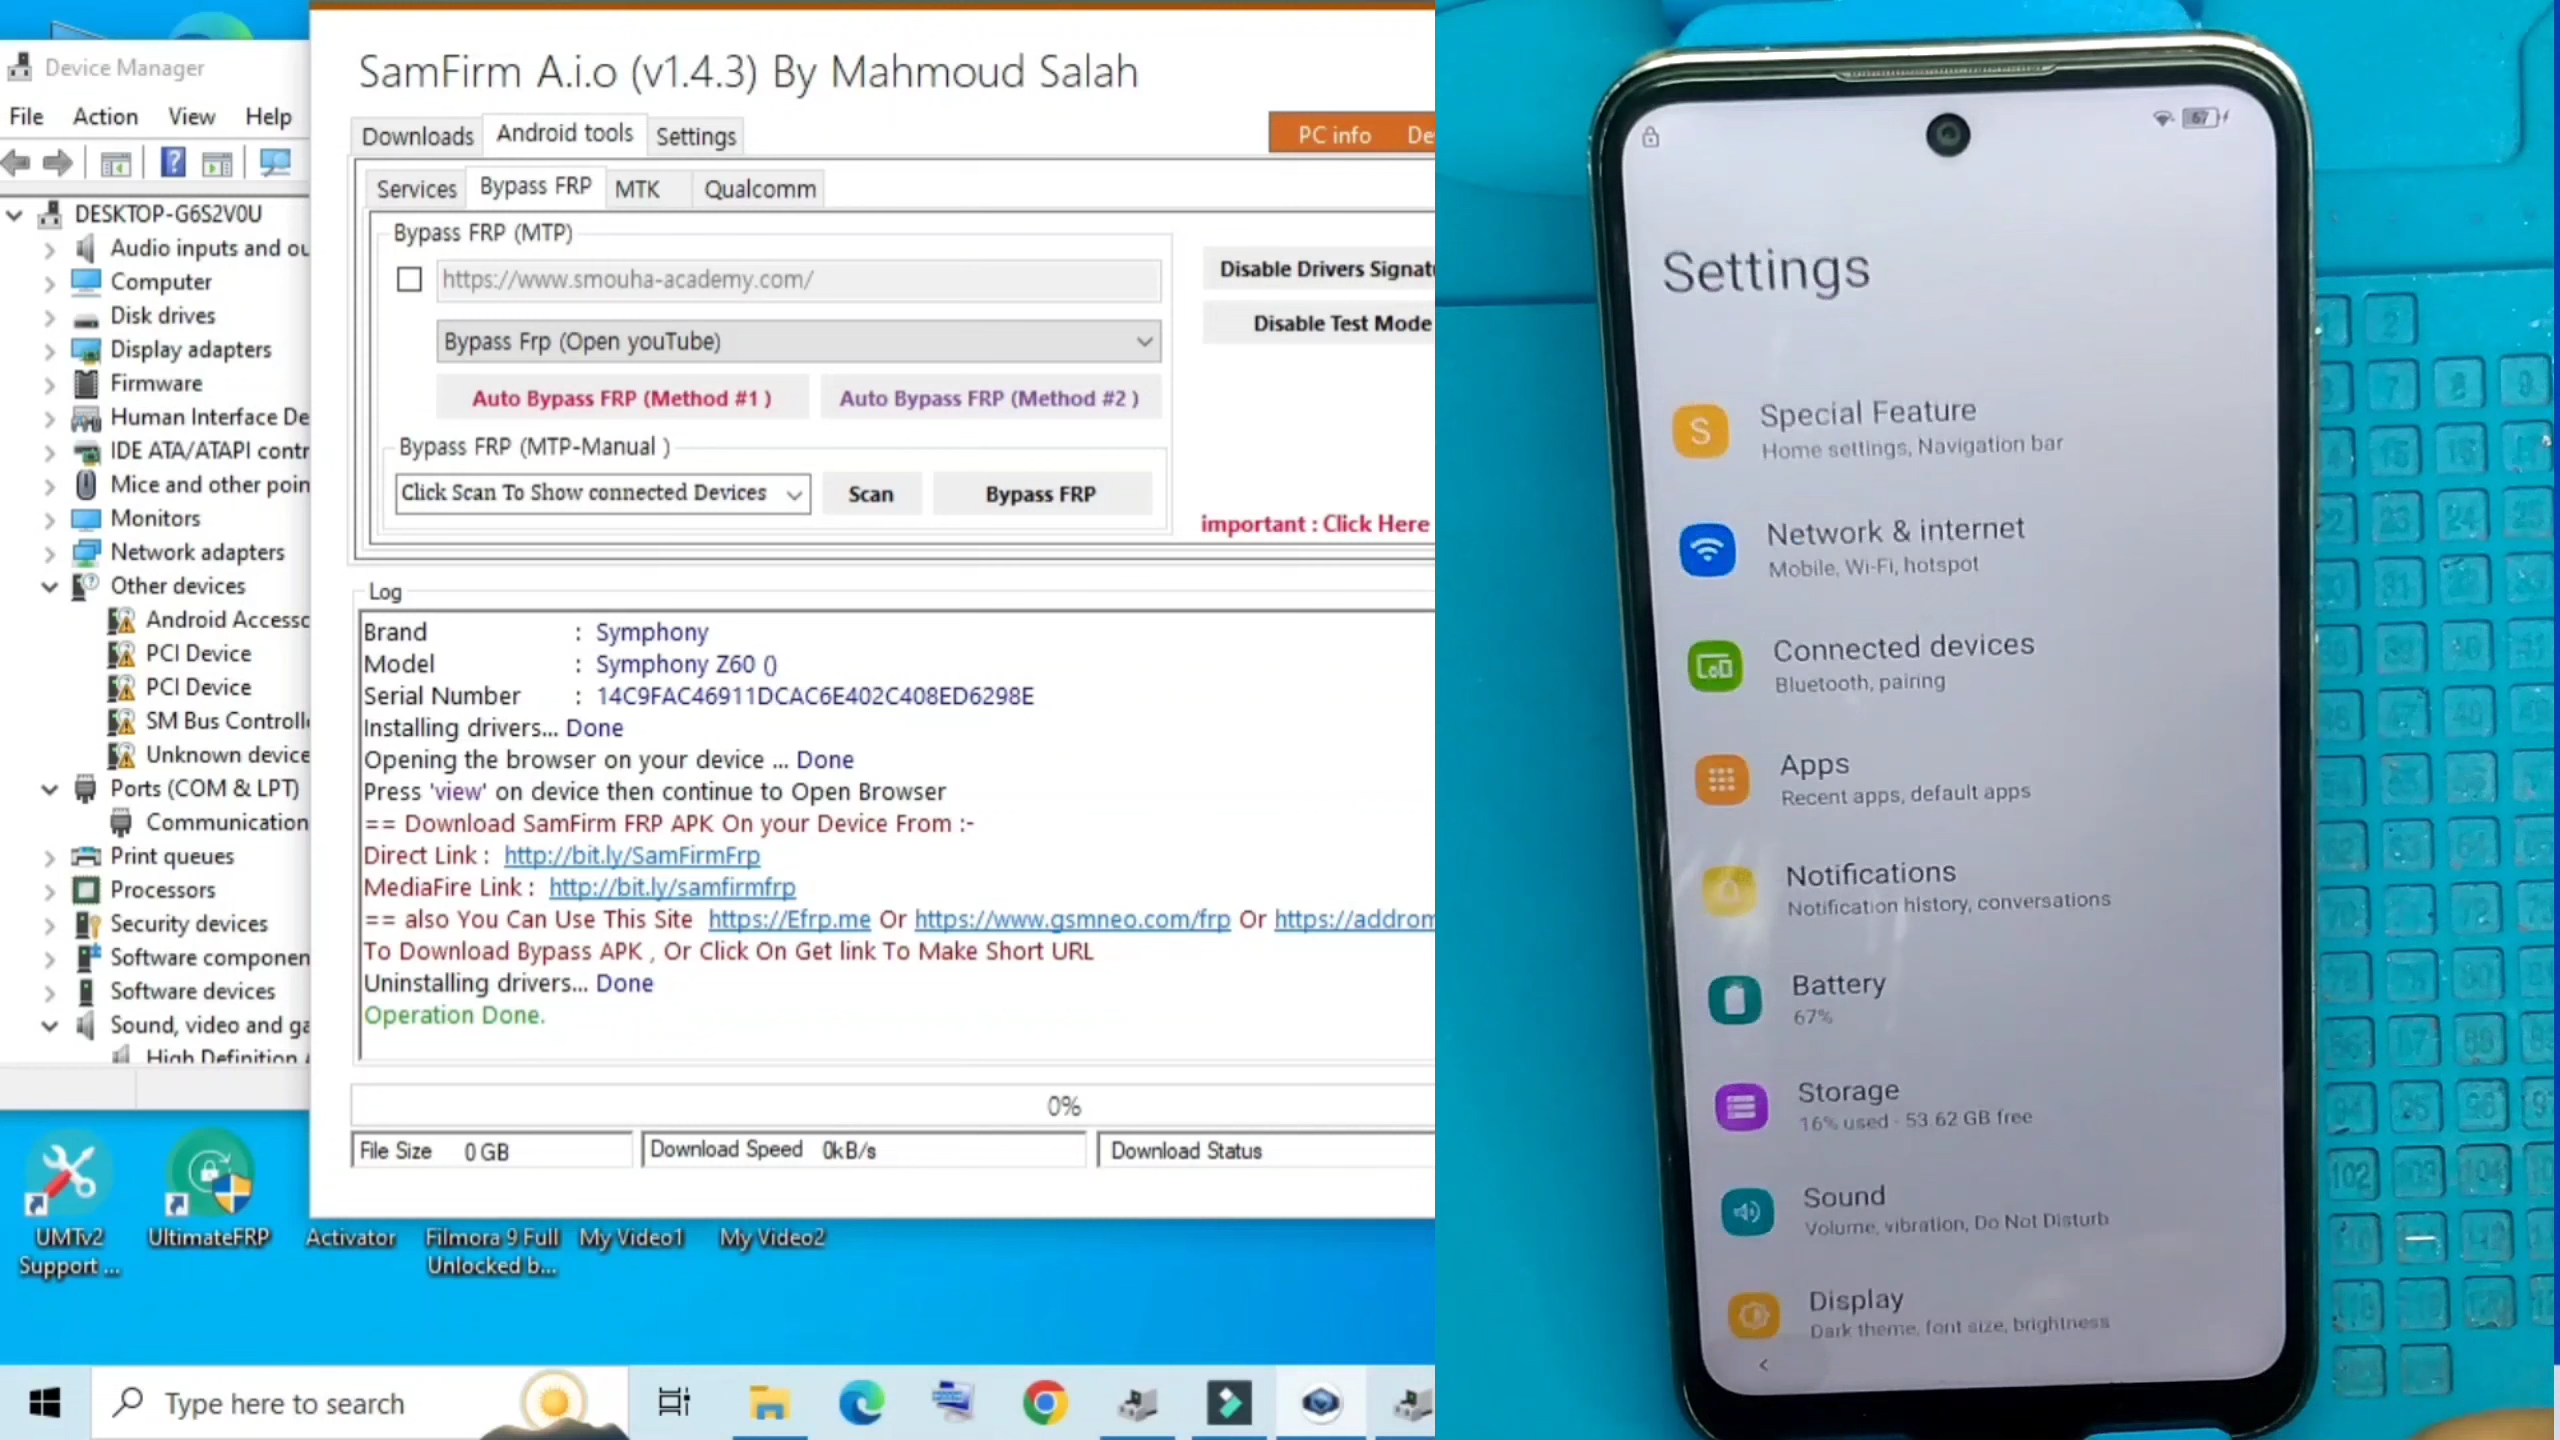 Device Manager
File Action View Help
DESKTOP-G6S2V0U
Audio inputs and ou
Computer
Disk drives
Display adapters
Firmware
Human Interface De
IDE ATA/ATAPI contr
Mice and other poin
Monitors
Network adapters
Other devices
Android Accesso
PCI Device
PCI Device
SM Bus Controll
Unknown device
Ports (COM & LPT)
Communication
Print queues
Processors
Security devices
Software componen
Software devices
Sound, video and ga
High Definition
SamFirm A.i.o (v1.4.3) By Mahmoud Salah
Downloads Android tools Settings
PC info De
Services Bypass FRP MTK Qualcomm
Bypass FRP (MTP)
https://www.smouha-academy.com/
Bypass Frp (Open youTube)
Auto Bypass FRP (Method #1 ) Auto Bypass FRP (Method #2 )
Disable Drivers Signatu
Disable Test Mode
Bypass FRP (MTP-Manual )
Click Scan To Show connected Devices Scan Bypass FRP
important : Click Here
Log
Brand : Symphony
Model : Symphony Z60 ()
Serial Number : 14C9FAC46911DCAC6E402C408ED6298E
Installing drivers... Done
Opening the browser on your device ... Done
Press 'view' on device then continue to Open Browser
== Download SamFirm FRP APK On your Device From :-
Direct Link : http://bit.ly/SamFirmFrp
MediaFire Link : http://bit.ly/samfirmfrp
== also You Can Use This Site https://Efrp.me Or https://www.gsmneo.com/frp Or https://addrom
To Download Bypass APK , Or Click On Get link To Make Short URL
Uninstalling drivers... Done
Operation Done.
0%
File Size 0 GB Download Speed 0kB/s Download Status
UMTv2 Support ...
UltimateFRP
Activator
Filmora 9 Full Unlocked b...
My Video1
My Video2
Type here to search
67
Settings
S
Special Feature
Home settings, Navigation bar
Network & internet
Mobile, Wi-Fi, hotspot
Connected devices
Bluetooth, pairing
Apps
Recent apps, default apps
Notifications
Notification history, conversations
Battery
67%
Storage
16% used - 53.62 GB free
Sound
Volume, vibration, Do Not Disturb
Display
Dark theme, font size, brightness